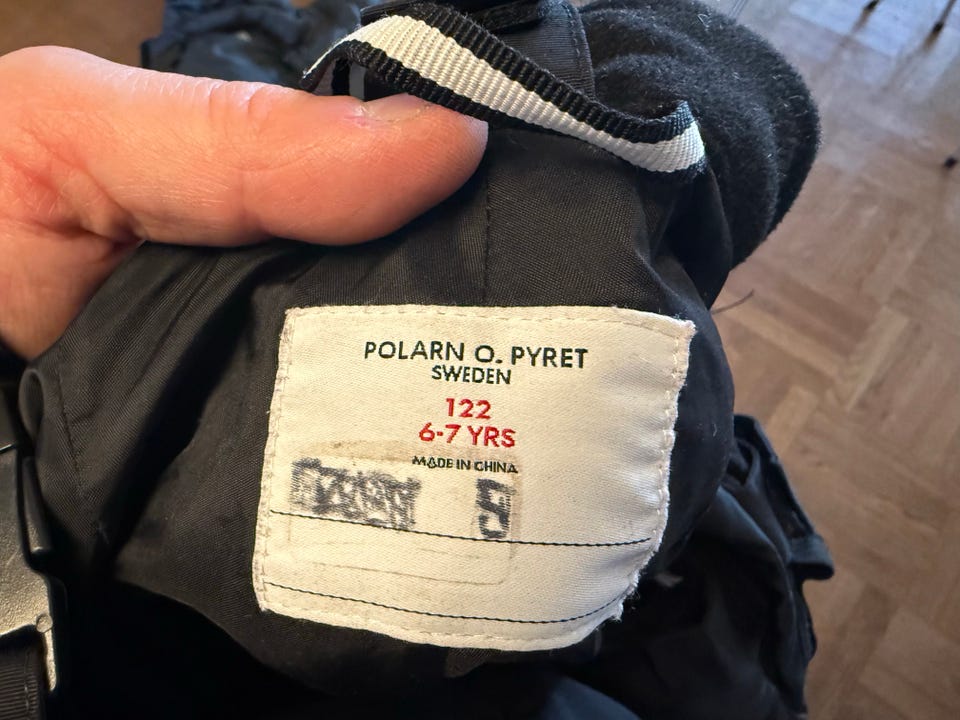 POLARN O. PYRET
SWEDEN
122
6-7 YRS
MADE IN CHINA